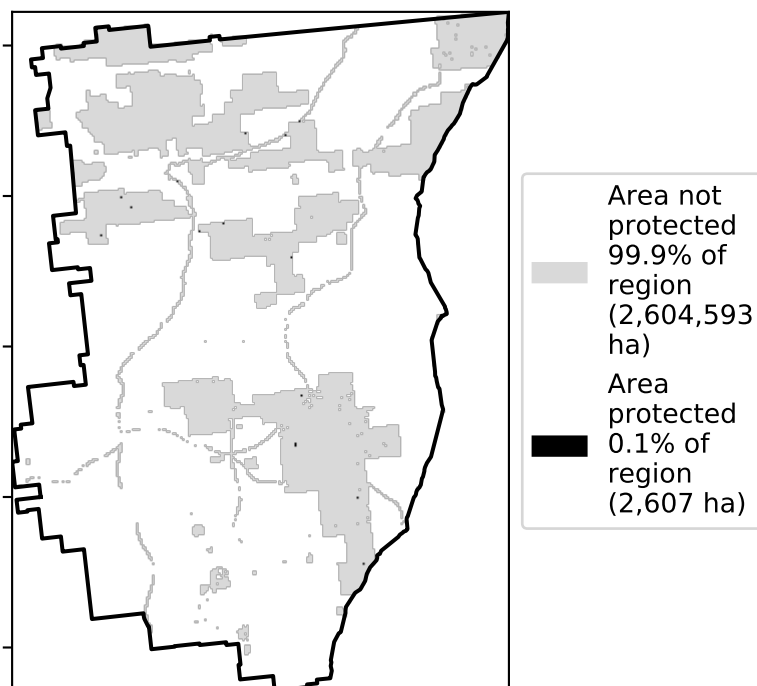 Area not
protected
99.9% of
region
(2,604,593
ha)
Area
protected
0.1% of
region
(2,607 ha)